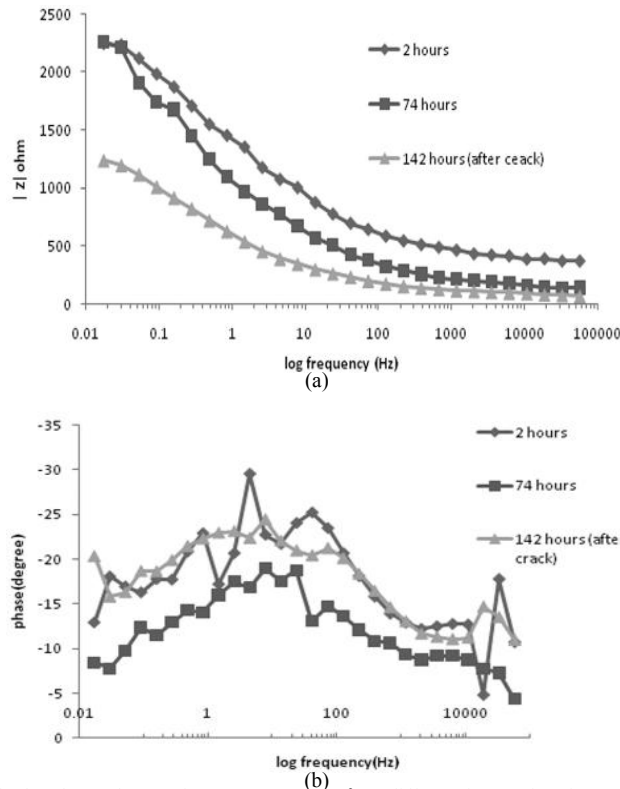 2500
2000
1500
1000
500
0
| z| ohm
2 hours
74 hours
142 hours(after ceack)
0.01 0.1 1 10 100 1000 10000 100000
log frequency (Hz)
(a)
-35
-30
-25
-20
-15
-10
-5
0
phase(degree)
2 hours
74 hours
142 hours (after
crack)
0.01 1 100 10000
log frequency(Hz)
(b)